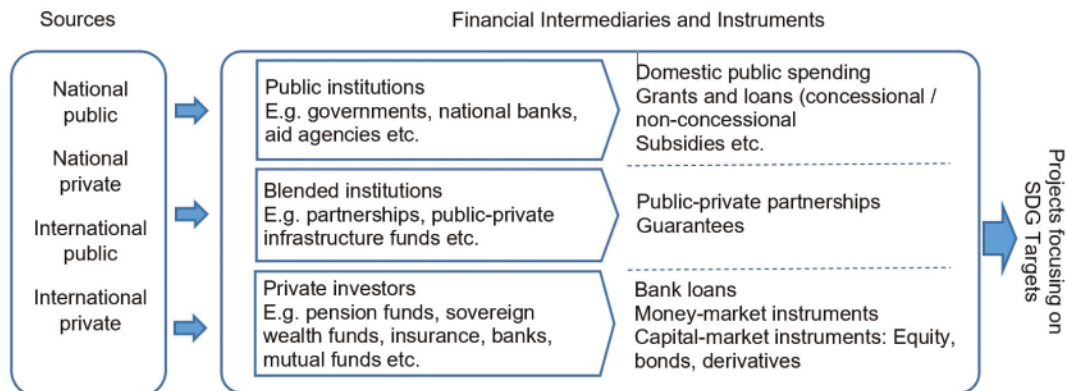 Sources
Financial Intermediaries and Instruments
National
public
National
private
International
public
International
private
Public institutions
E.g. governments, national banks,
aid agencies etc.
Domestic public spending
Grants and loans (concessional /
non-concessional
Subsidies etc.
Blended institutions
E.g. partnerships, public-private
infrastructure funds etc.
Public-private partnerships
Guarantees
Private investors
E.g. pension funds, sovereign
wealth funds, insurance, banks,
mutual funds etc.
Bank loans
Money-market instruments
Capital-market instruments: Equity,
bonds, derivatives
Projects focusing on
SDG Targets